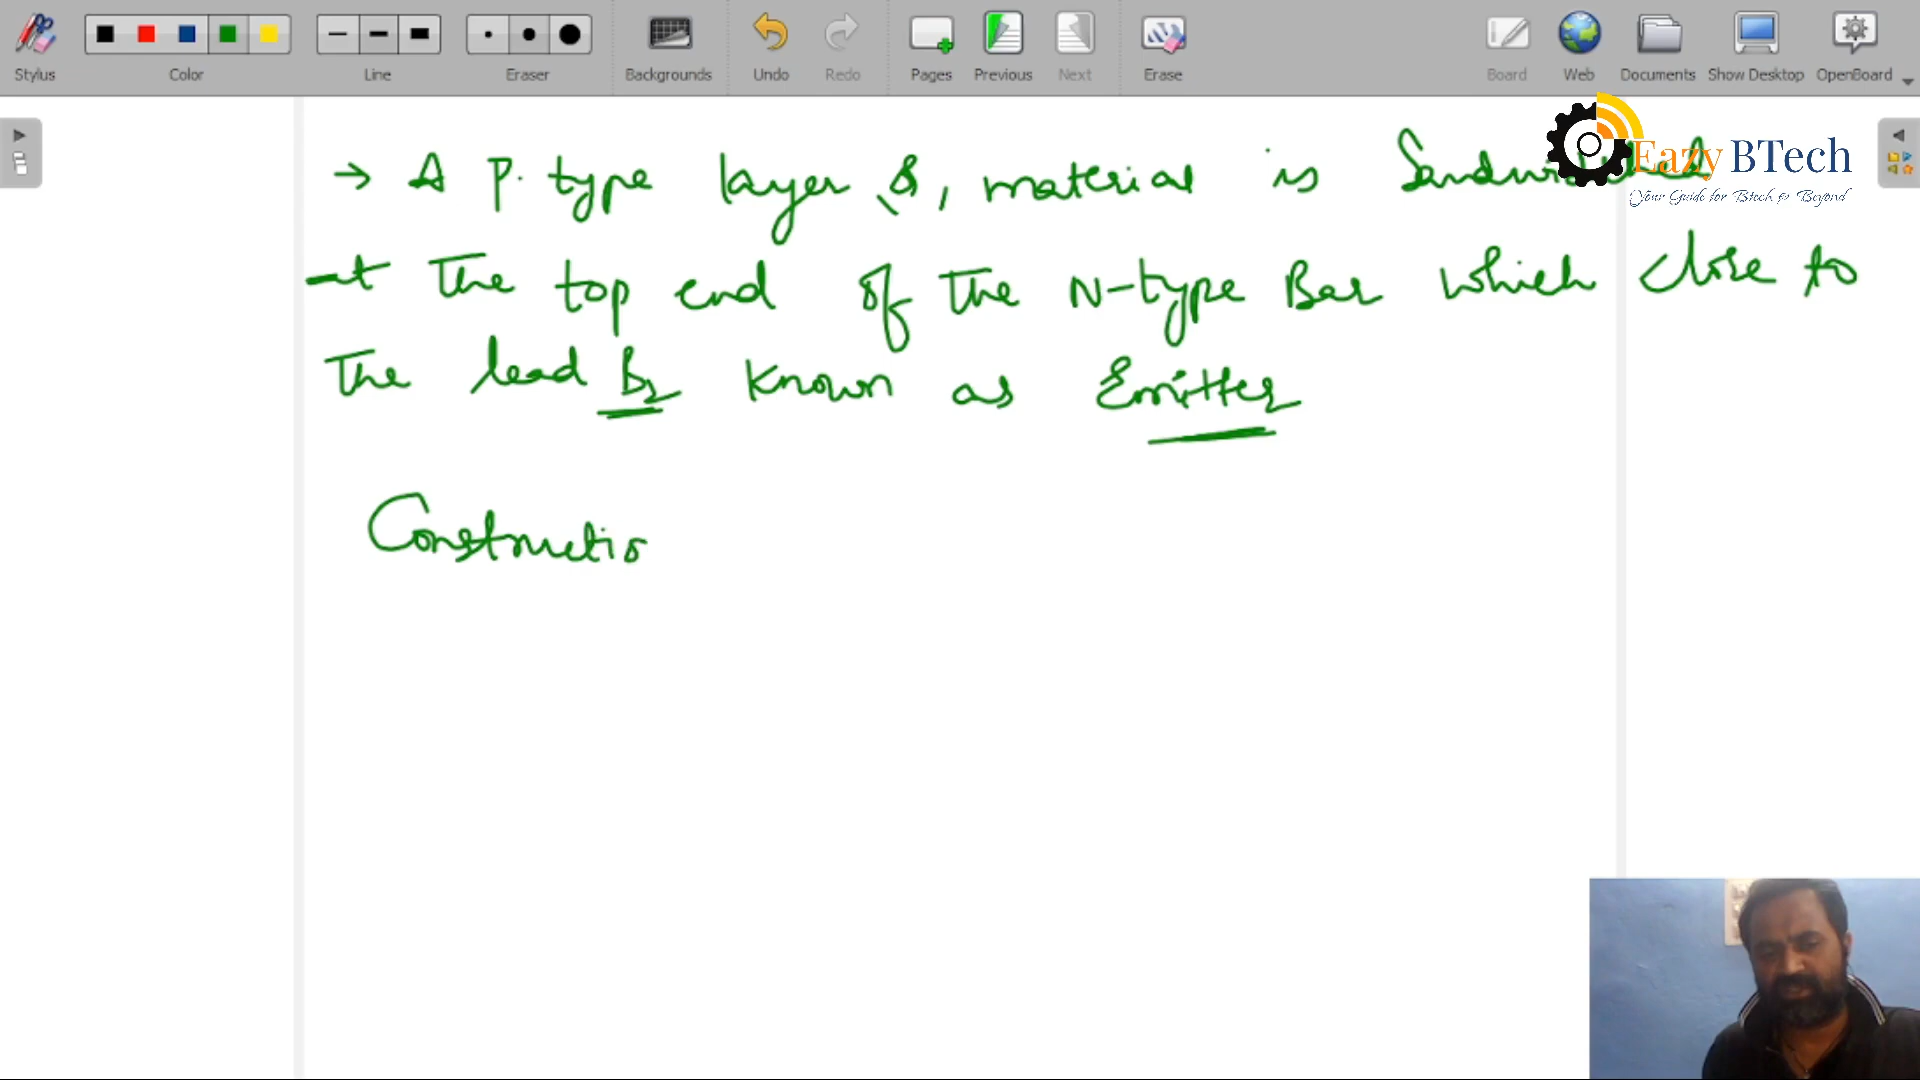 Stylus Color Line Eraser Backgrounds Undo Redo Pages Previous Next Erase Board Web Documents Show Desktop OpenBoard
Eazy BTech
Your Guide for Btech & Beyond
→ A P. type layer &, material is Sandwiched
at The top end of The N-type Bar which close to
The lead B2 known as Emitter
Constructio